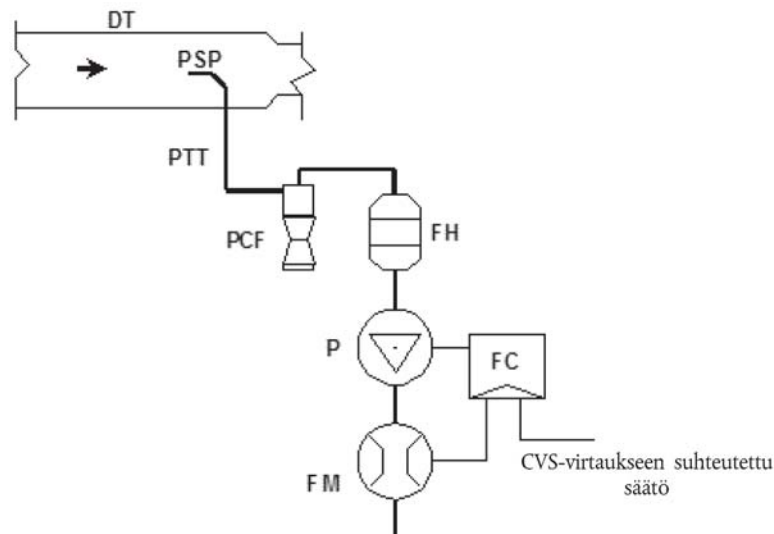 DT
PSP
PTT
PCF
FH
P
FC
FM
CVS-virtaukseen suhteutettu
säätö